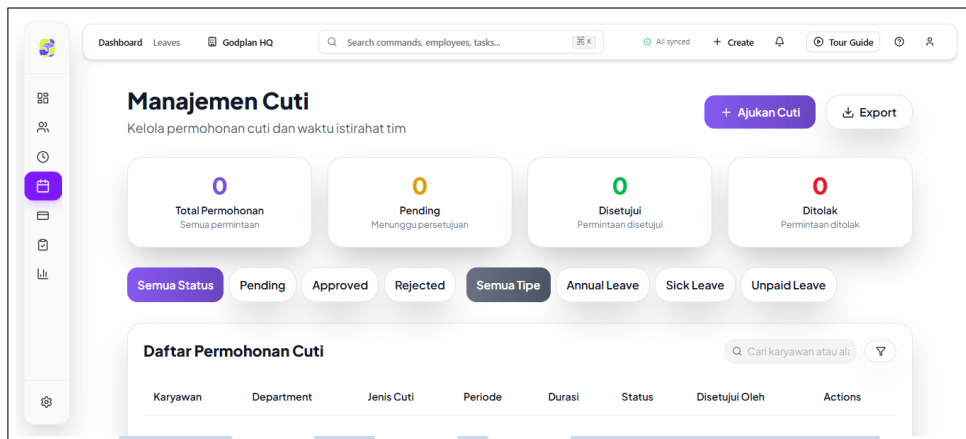 Dashboard Leaves Godplan HQ Search commands, employees, tasks... ⌘ K All synced + Create Tour Guide
Manajemen Cuti
Kelola permohonan cuti dan waktu istirahat tim
+ Ajukan Cuti Export
0 0 0 0
Total Permohonan Pending Disetujui Ditolak
Semua permintaan Menunggu persetujuan Permintaan disetujui Permintaan ditolak
Semua Status Pending Approved Rejected Semua Tipe Annual Leave Sick Leave Unpaid Leave
Daftar Permohonan Cuti Cari karyawan atau
Karyawan Department Jenis Cuti Periode Durasi Status Disetujui Oleh Actions